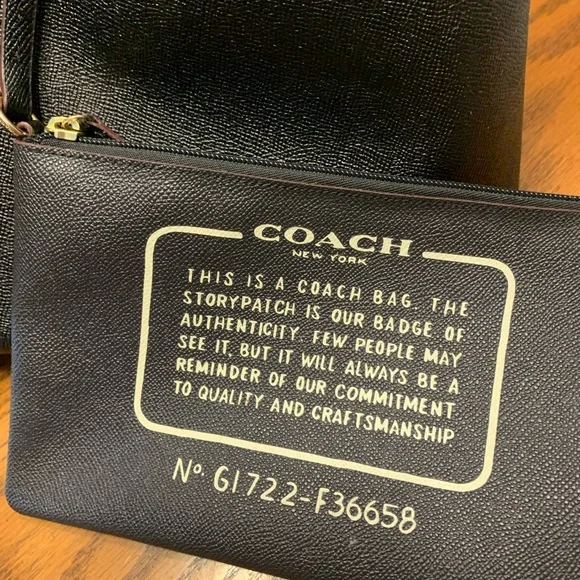 COACH
NEW YORK
THIS IS A COACH BAG. THE
STORYPATCH IS OUR BADGE OF
AUTHENTICITY. FEW PEOPLE MAY
SEE IT, BUT IT WILL ALWAYS BE A
REMINDER OF OUR COMMITMENT
TO QUALITY AND CRAFTSMANSHIP
Nº G1722-F36658